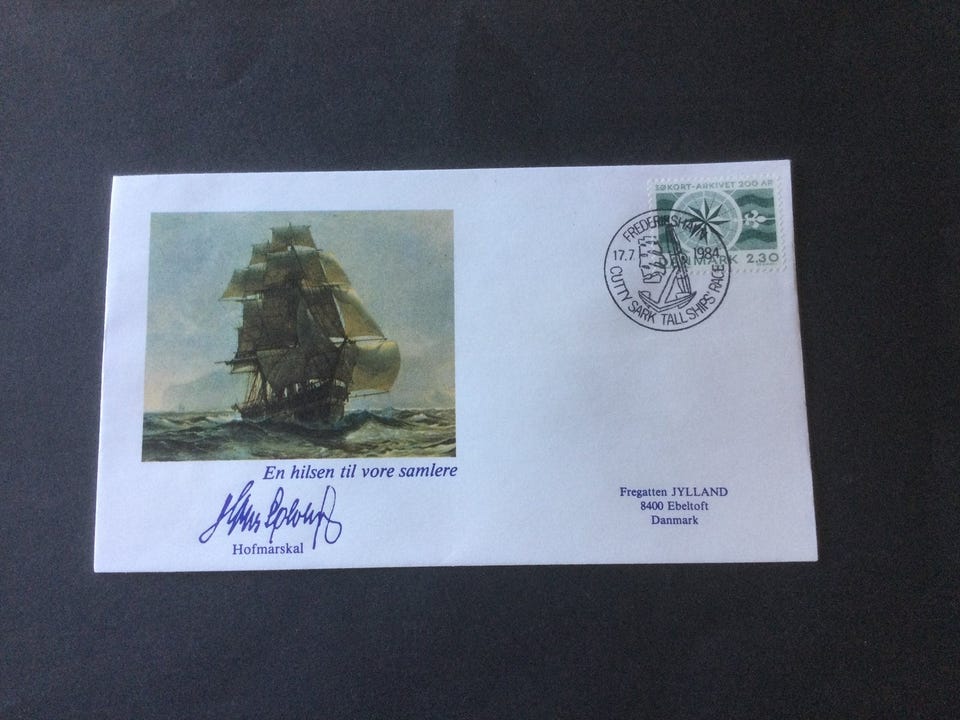 SØKORT-ARKIVET 200 ÅR
DANMARK 2.30
FREDERIKSHAVN
17.7. 1984
CUTTY SARK TALL SHIPS' RACE
En hilsen til vore samlere
Hofmarskal
Fregatten JYLLAND
8400 Ebeltoft
Danmark